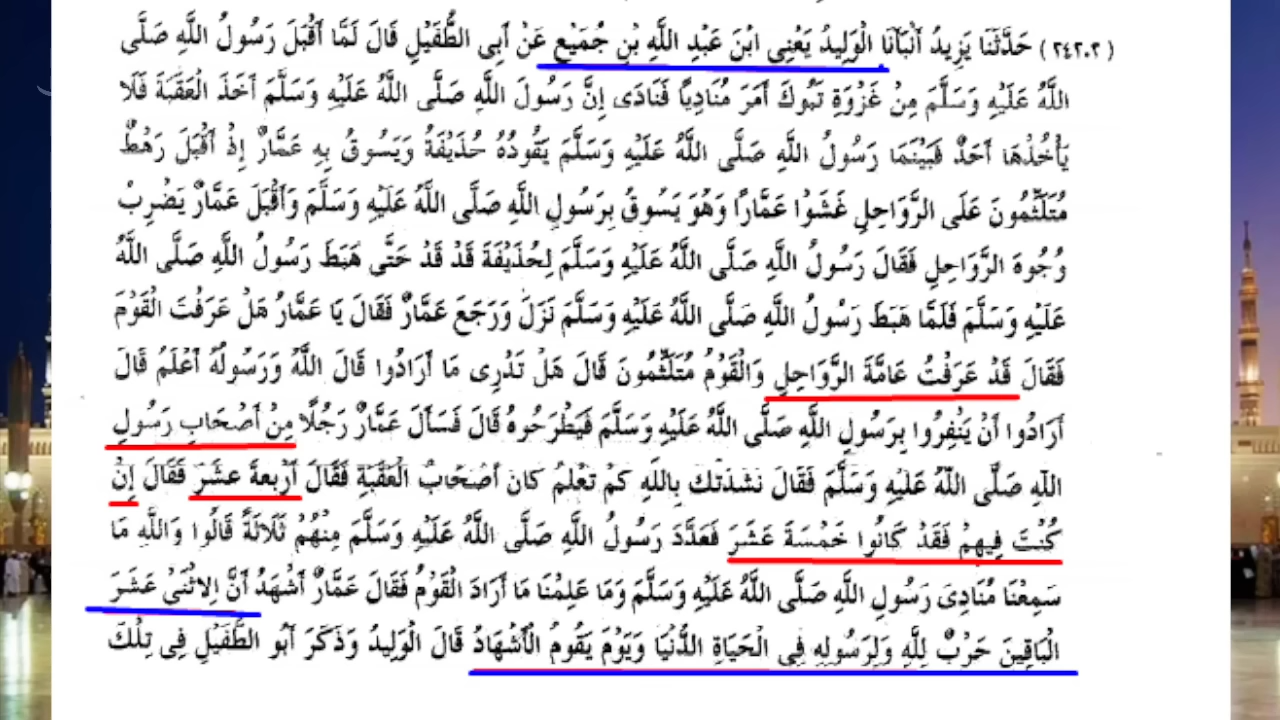 (٢٤٢٠٢) حَدَّثَنَا يَزِيدُ أَنْبَأَنَا الْوَلِيدُ يَعْنِى ابْنَ عَبْدِ اللَّهِ بْنِ جُمَيْعٍ عَنْ أَبِى الطُّفَيْلِ قَالَ لَمَّا أَقْبَلَ رَسُولُ اللَّهِ صَلَّى
اللَّهُ عَلَيْهِ وَسَلَّمَ مِنْ غَزْوَةِ تَبُوكَ أَمَرَ مُنَادِيًا فَنَادَى إِنَّ رَسُولَ اللَّهِ صَلَّى اللَّهُ عَلَيْهِ وَسَلَّمَ أَخَذَ الْعَقَبَةَ فَلَا
يَأْخُذْهَا أَحَدٌ فَبَيْنَمَا رَسُولُ اللَّهِ صَلَّى اللَّهُ عَلَيْهِ وَسَلَّمَ يَقُودُهُ حُذَيْفَةُ وَيَسُوقُ بِهِ عَمَّارٌ إِذْ أَقْبَلَ رَهْطٌ
مُتَلَثِّمُونَ عَلَى الرَّوَاحِلِ غَشَوْا عَمَّارًا وَهُوَ يَسُوقُ بِرَسُولِ اللَّهِ صَلَّى اللَّهُ عَلَيْهِ وَسَلَّمَ وَأَقْبَلَ عَمَّارٌ يَضْرِبُ
وُجُوهَ الرَّوَاحِلِ فَقَالَ رَسُولُ اللَّهِ صَلَّى اللَّهُ عَلَيْهِ وَسَلَّمَ لِحُذَيْفَةَ قَدْ قَدْ حَتَّى هَبَطَ رَسُولُ اللَّهِ صَلَّى اللَّهُ
عَلَيْهِ وَسَلَّمَ فَلَمَّا هَبَطَ رَسُولُ اللَّهِ صَلَّى اللَّهُ عَلَيْهِ وَسَلَّمَ نَزَلَ وَرَجَعَ عَمَّارٌ فَقَالَ يَا عَمَّارُ هَلْ عَرَفْتَ الْقَوْمَ
فَقَالَ قَدْ عَرَفْتُ عَامَّةَ الرَّوَاحِلِ وَالْقَوْمُ مُتَلَثِّمُونَ قَالَ هَلْ تَدْرِى مَا أَرَادُوا قَالَ اللَّهُ وَرَسُولُهُ أَعْلَمُ قَالَ
أَرَادُوا أَنْ يَنْفِرُوا بِرَسُولِ اللَّهِ صَلَّى اللَّهُ عَلَيْهِ وَسَلَّمَ فَيَطْرَحُوهُ قَالَ فَسَأَلَ عَمَّارٌ رَجُلًا مِنْ أَصْحَابِ رَسُولِ
اللَّهِ صَلَّى اللَّهُ عَلَيْهِ وَسَلَّمَ فَقَالَ نَشَدْتُكَ بِاللَّهِ كَمْ تَعْلَمُ كَانَ أَصْحَابُ الْعَقَبَةِ فَقَالَ أَرْبَعَةَ عَشَرَ فَقَالَ إِنْ
كُنْتَ فِيهِمْ فَقَدْ كَانُوا خَمْسَةَ عَشَرَ فَعَدَّدَ رَسُولُ اللَّهِ صَلَّى اللَّهُ عَلَيْهِ وَسَلَّمَ مِنْهُمْ ثَلَاثَةً قَالُوا وَاللَّهِ مَا
سَمِعْنَا مُنَادِىَ رَسُولِ اللَّهِ صَلَّى اللَّهُ عَلَيْهِ وَسَلَّمَ وَمَا عَلِمْنَا مَا أَرَادَ الْقَوْمُ فَقَالَ عَمَّارٌ أَشْهَدُ أَنَّ الِاثْنَىْ عَشَرَ
الْبَاقِينَ حَرْبٌ لِلَّهِ وَلِرَسُولِهِ فِى الْحَيَاةِ الدُّنْيَا وَيَوْمَ يَقُومُ الْأَشْهَادُ قَالَ الْوَلِيدُ وَذَكَرَ أَبُو الطُّفَيْلِ فِى تِلْكَ